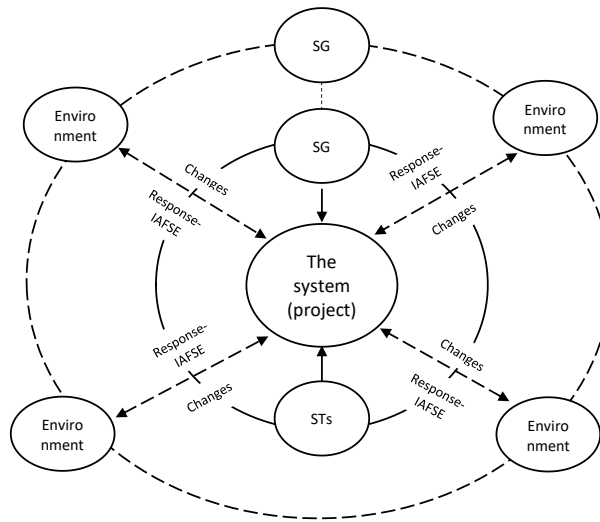 SG
Enviro
nment
Enviro
nment
SG
Changes
Response-
IAFSE
Response-
IAFSE
Changes
The
system
(project)
Response-
IAFSE
Changes
Changes
Response-
IAFSE
STs
Enviro
nment
Enviro
nment